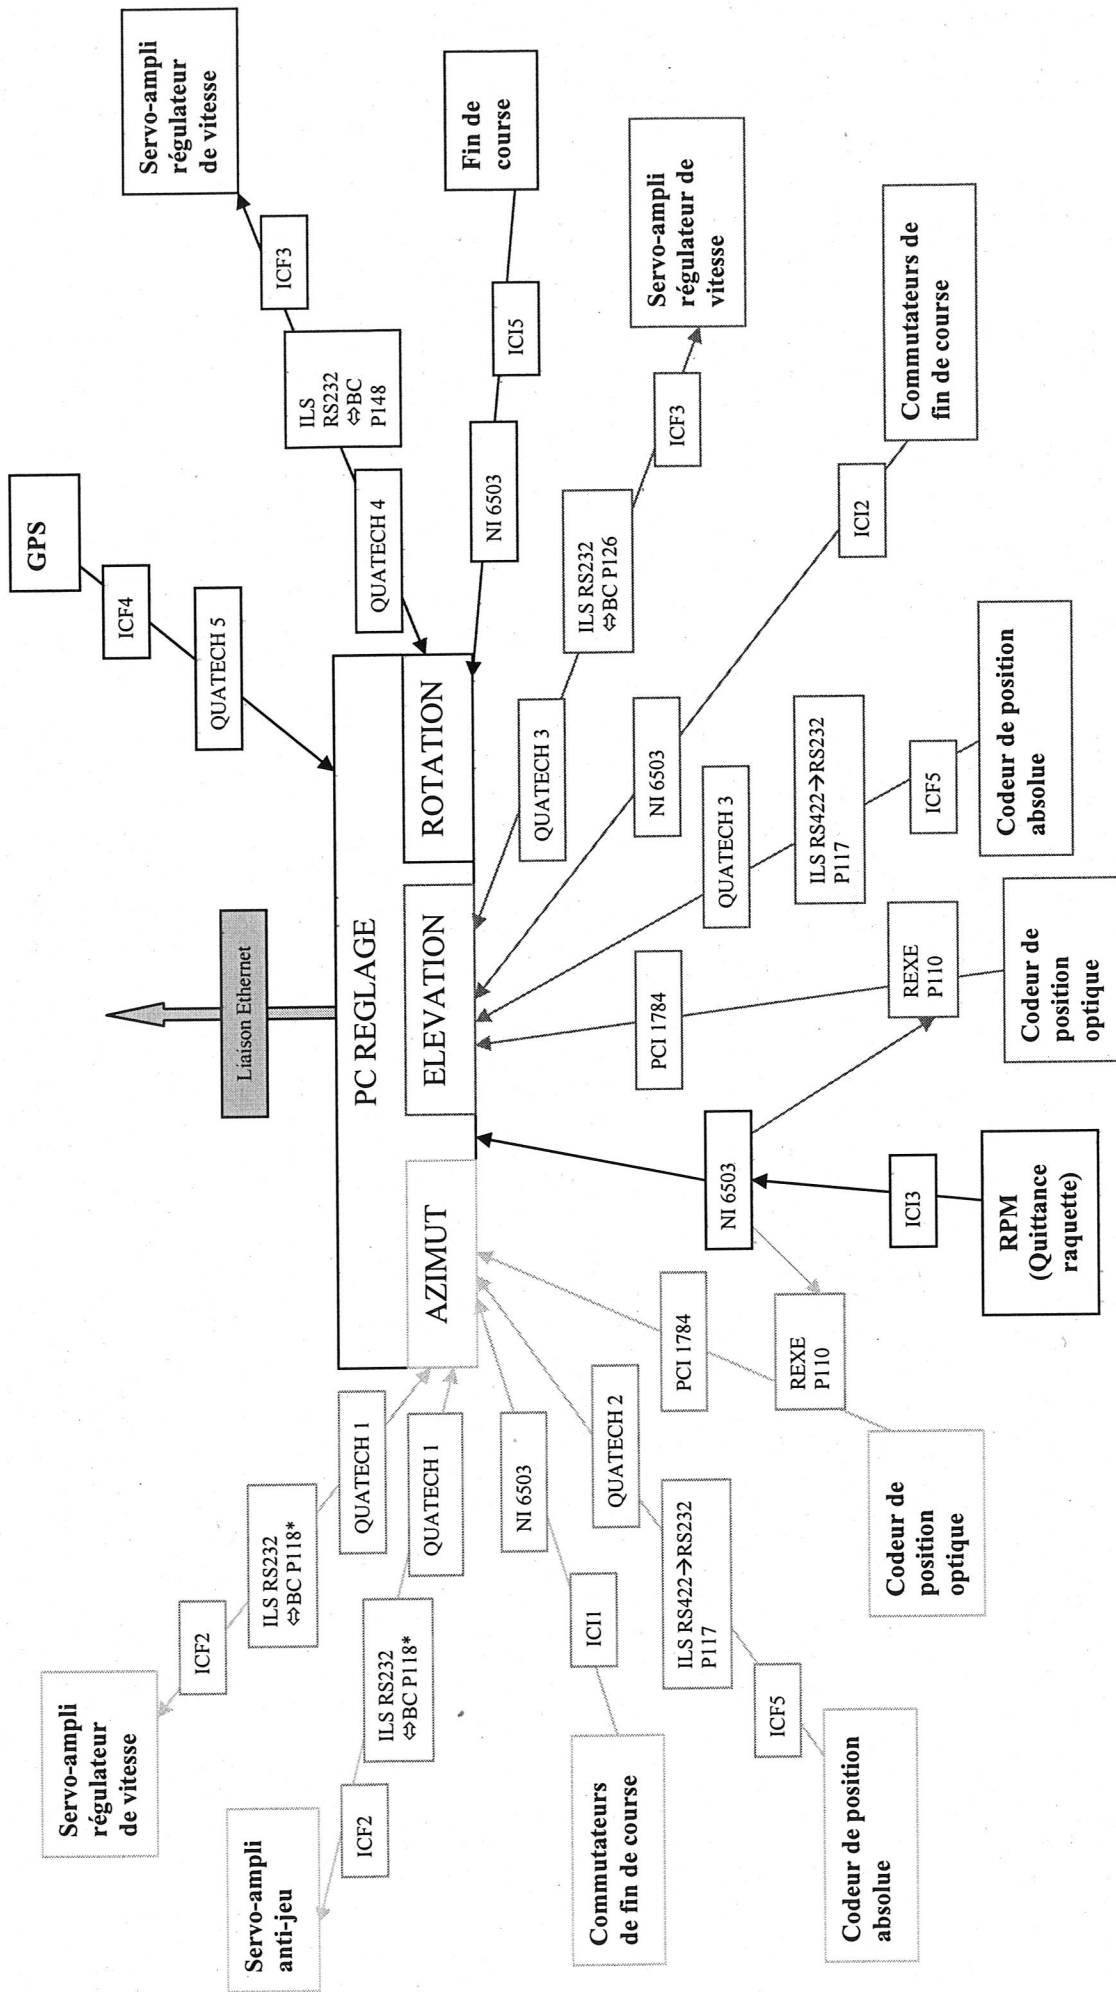 Liaison Ethernet
PC REGLAGE
AZIMUT
ELEVATION
ROTATION
GPS
ICF4
QUATECH 5
Servo-ampli
régulateur
de vitesse
ICF3
ILS
RS232
⇔BC
P148
QUATECH 4
Fin de
course
ICI5
NI 6503
Servo-ampli
régulateur de
vitesse
ICF3
ILS RS232
⇔BC P126
QUATECH 3
Commutateurs de
fin de course
ICI2
NI 6503
Codeur de position
absolue
ICF5
ILS RS422→RS232
P117
QUATECH 3
Codeur de
position
optique
REXE
P110
PCI 1784
RPM
(Quittance
raquette)
ICI3
NI 6503
Codeur de
position
optique
REXE
P110
PCI 1784
Codeur de position
absolue
ICF5
ILS RS422→RS232
P117
QUATECH 2
Commutateurs
de fin de course
ICI1
NI 6503
Servo-ampli
anti-jeu
ICF2
ILS RS232
⇔BC P118*
QUATECH 1
Servo-ampli
régulateur
de vitesse
ICF2
ILS RS232
⇔BC P118*
QUATECH 1